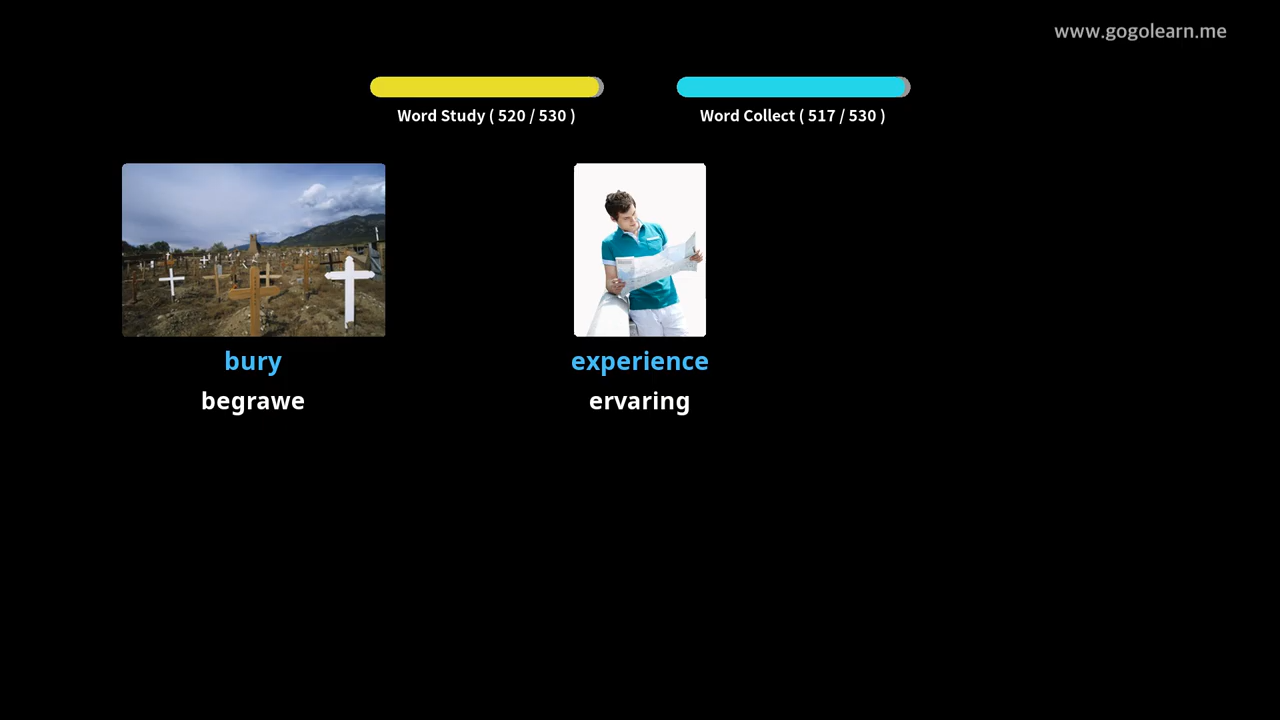 www.gogolearn.me
Word Study ( 520 / 530 )
Word Collect ( 517 / 530 )
bury
experience
begrawe
ervaring